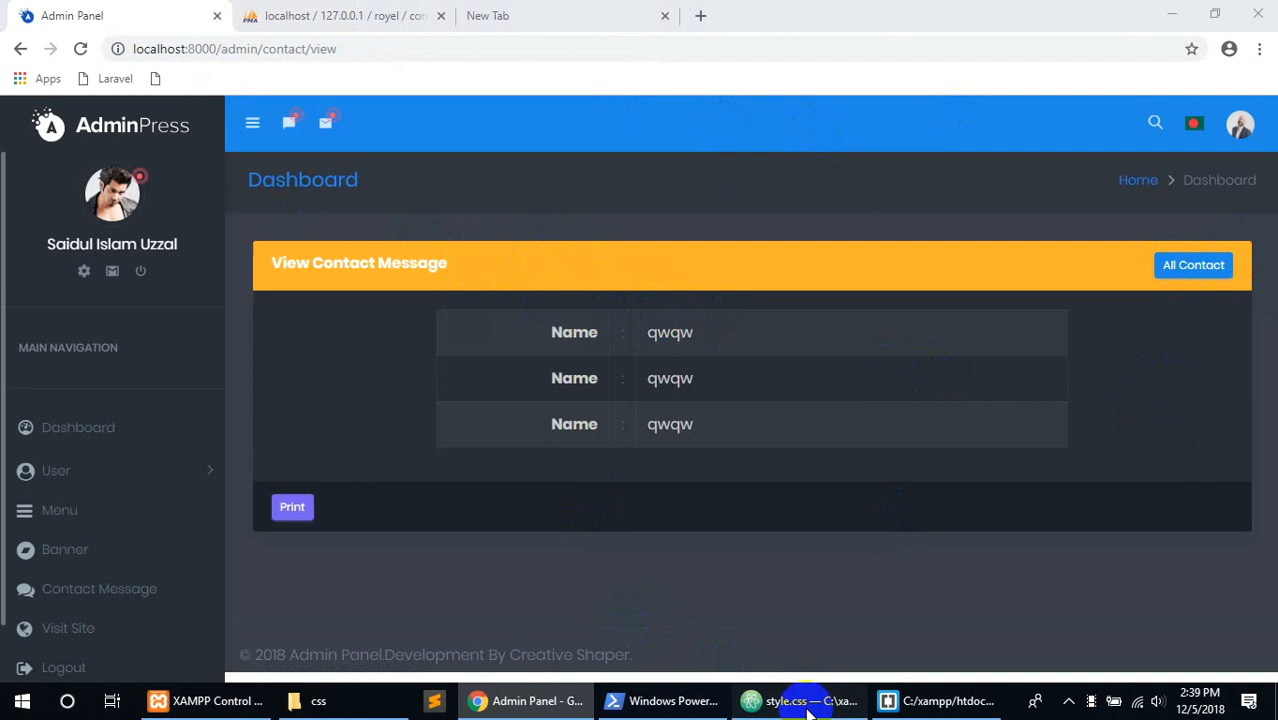 Admin Panel
localhost / 127.0.0.1 / royel / con
New Tab
localhost:8000/admin/contact/view
Apps
Laravel
AdminPress
Saidul Islam Uzzal
MAIN NAVIGATION
Dashboard
User
Menu
Banner
Contact Message
Visit Site
Logout
Dashboard
Home > Dashboard
View Contact Message
All Contact
Name : qwqw
Name : qwqw
Name : qwqw
Print
© 2018 Admin Panel.Development By Creative Shaper.
XAMPP Control ...
css
Admin Panel - G...
Windows Power...
style.css — C:\xa...
C:/xampp/htdoc...
2:39 PM
12/5/2018